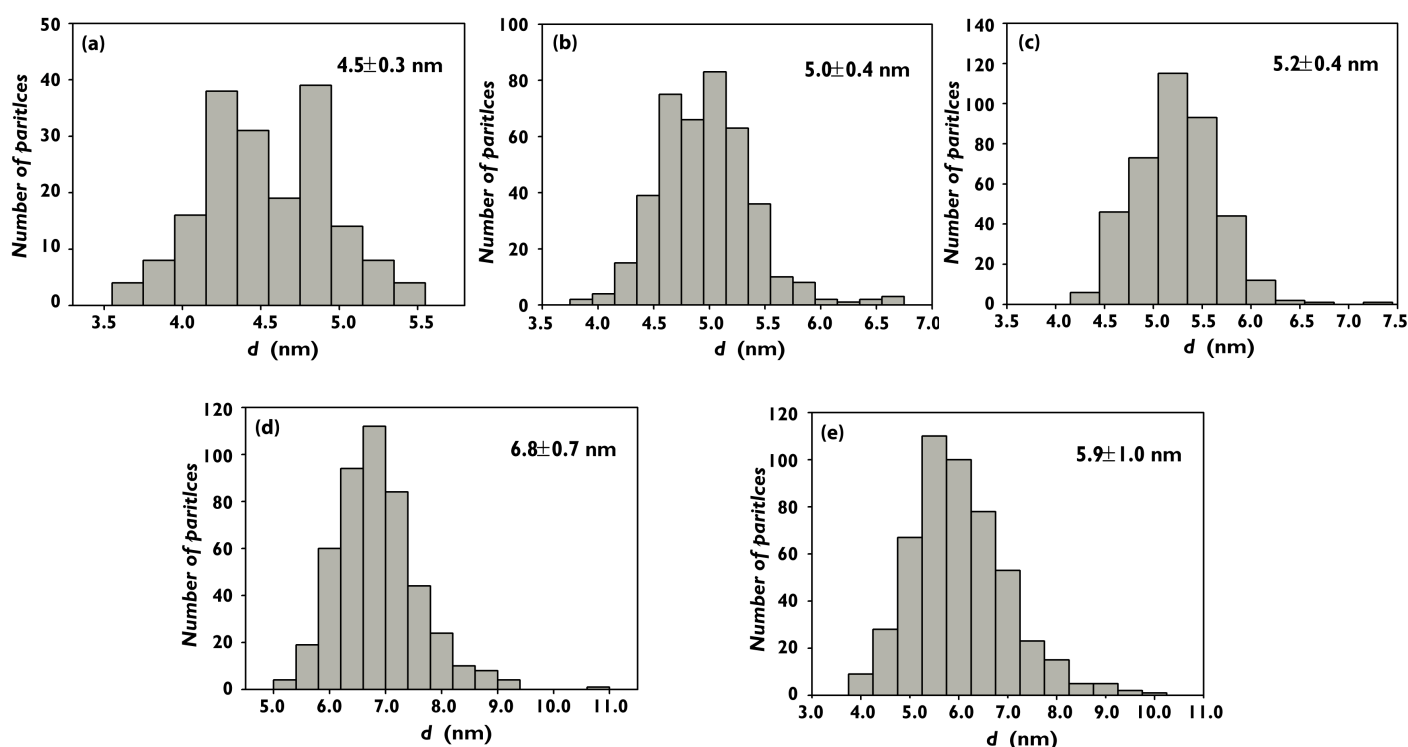 (a)
4.5±0.3 nm
Number of paritlces
50
40
30
20
10
0
3.5 4.0 4.5 5.0 5.5
d (nm)
(b)
5.0±0.4 nm
Number of paritlces
100
80
60
40
20
0
3.5 4.0 4.5 5.0 5.5 6.0 6.5 7.0
d (nm)
(c)
5.2±0.4 nm
Number of paritlces
140
120
100
80
60
40
20
0
3.5 4.0 4.5 5.0 5.5 6.0 6.5 7.0 7.5
d (nm)
(d)
6.8±0.7 nm
Number of paritlces
120
100
80
60
40
20
0
5.0 6.0 7.0 8.0 9.0 10.0 11.0
d (nm)
(e)
5.9±1.0 nm
Number of paritlces
120
100
80
60
40
20
0
3.0 4.0 5.0 6.0 7.0 8.0 9.0 10.0 11.0
d (nm)